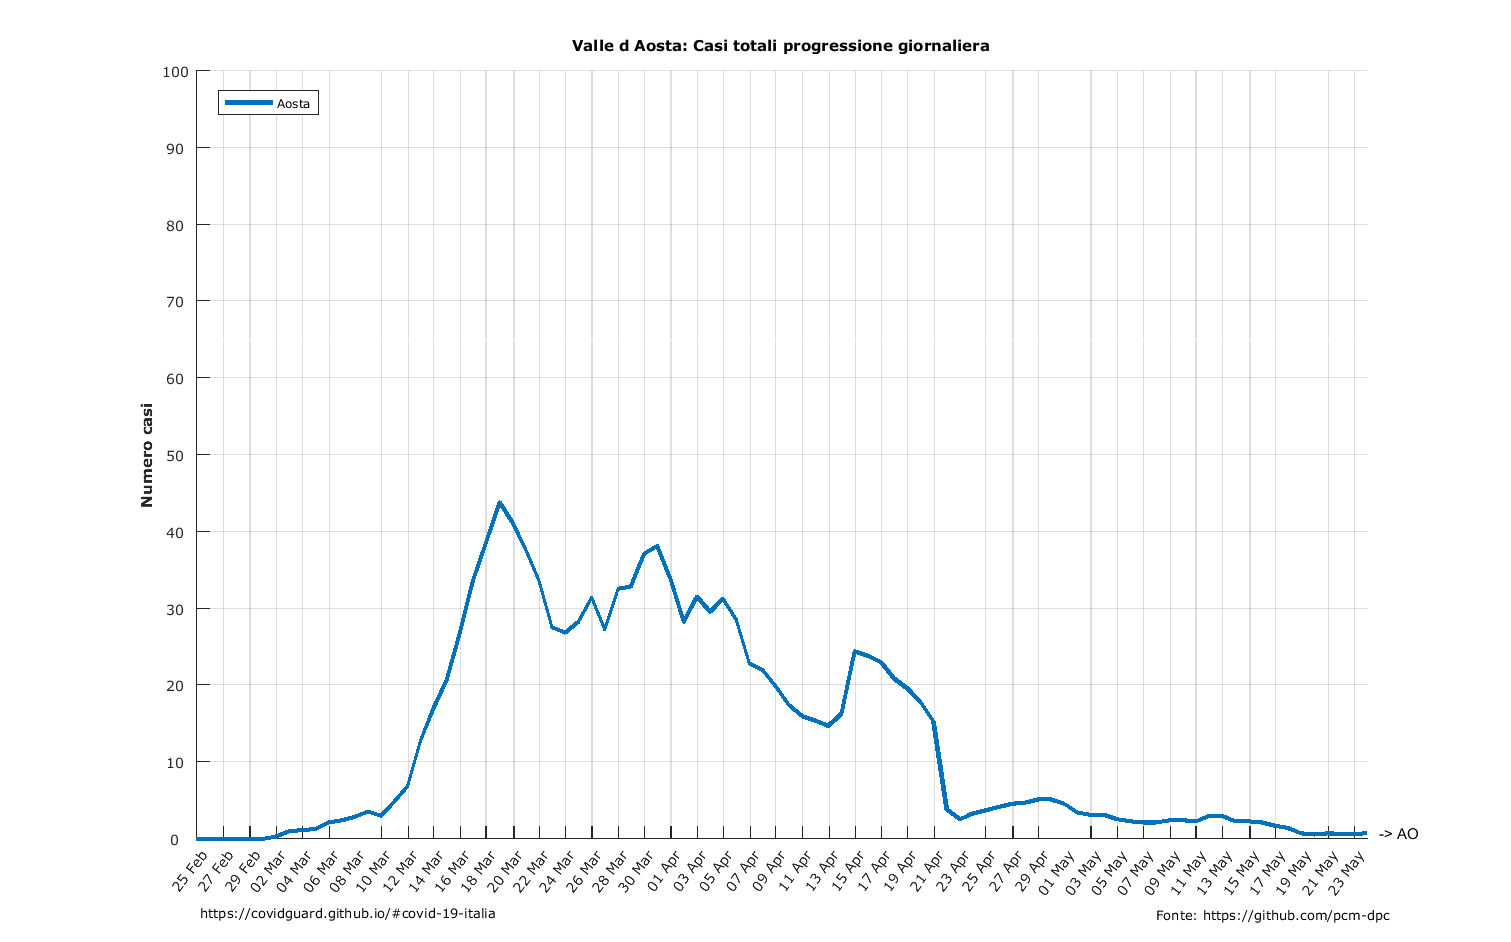 Valle d Aosta: Casi totali progressione giornaliera
100
90
80
70
60
50
40
30
20
10
0
Aosta
Numero casi
-> AO
25 Feb
27 Feb
29 Feb
02 Mar
04 Mar
06 Mar
08 Mar
10 Mar
12 Mar
14 Mar
16 Mar
18 Mar
20 Mar
22 Mar
24 Mar
26 Mar
28 Mar
30 Mar
01 Apr
03 Apr
05 Apr
07 Apr
09 Apr
11 Apr
13 Apr
15 Apr
17 Apr
19 Apr
21 Apr
23 Apr
25 Apr
27 Apr
29 Apr
01 May
03 May
05 May
07 May
09 May
11 May
13 May
15 May
17 May
19 May
21 May
23 May
https://covidguard.github.io/#covid-19-italia
Fonte: https://github.com/pcm-dpc